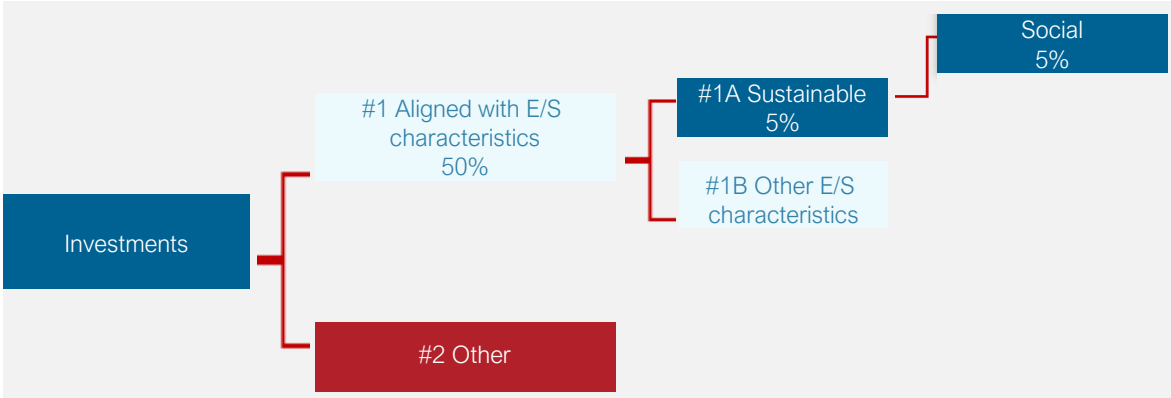 Social
5%
#1A Sustainable
5%
#1 Aligned with E/S
characteristics
50%
#1B Other E/S
characteristics
Investments
#2 Other